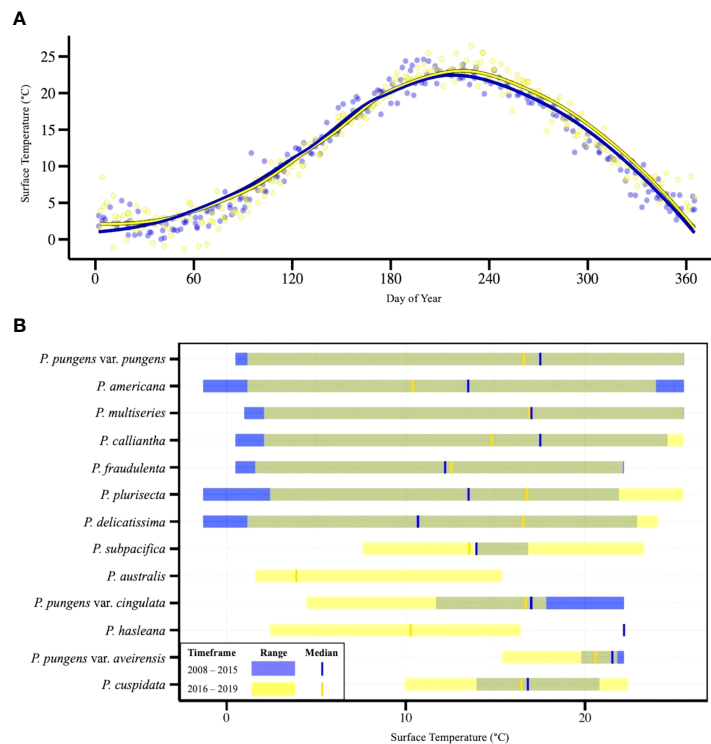 A
Surface Temperature (°C)
25
20
15
10
5
0
0 60 120 180 240 300 360
Day of Year
B
P. pungens var. pungens
P. americana
P. multiseries
P. calliantha
P. fraudulenta
P. plurisecta
P. delicatissima
P. subpacifica
P. australis
P. pungens var. cingulata
P. hasleana
P. pungens var. aveirensis
P. cuspidata
Timeframe Range Median
2008 – 2015
2016 – 2019
0 10 20
Surface Temperature (°C)